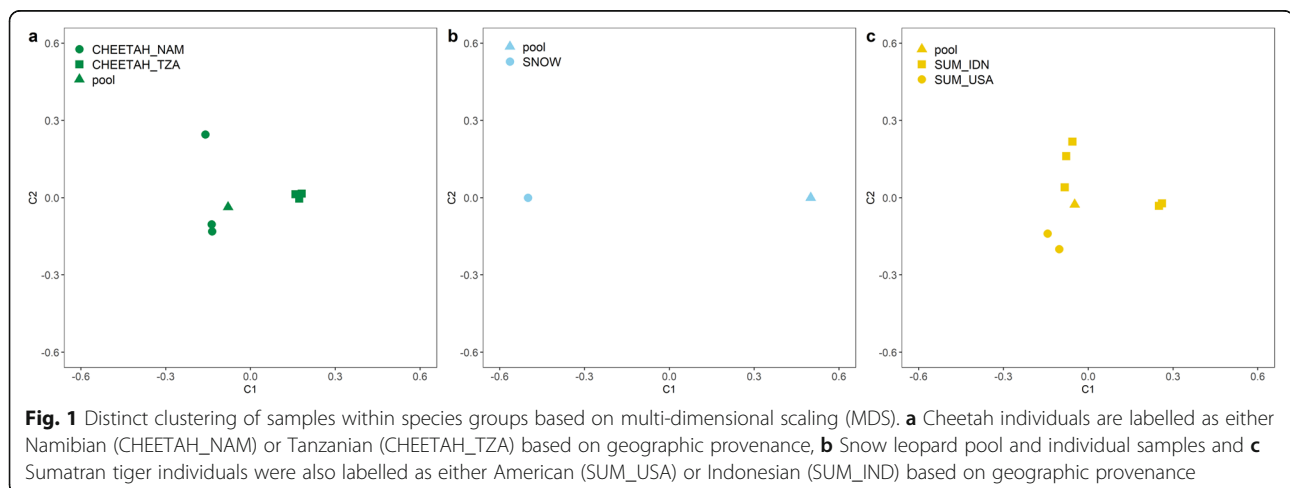 a
CHEETAH_NAM
CHEETAH_TZA
pool
0.6
0.3
0.0
-0.3
-0.6
C2
-0.6
-0.3
0.0
0.3
0.6
C1
b
pool
SNOW
0.6
0.3
0.0
-0.3
-0.6
C2
-0.6
-0.3
0.0
0.3
0.6
C1
c
pool
SUM_IDN
SUM_USA
0.6
0.3
0.0
-0.3
-0.6
C2
-0.6
-0.3
0.0
0.3
0.6
C1
Fig. 1 Distinct clustering of samples within species groups based on multi-dimensional scaling (MDS). a Cheetah individuals are labelled as either
Namibian (CHEETAH_NAM) or Tanzanian (CHEETAH_TZA) based on geographic provenance, b Snow leopard pool and individual samples and c
Sumatran tiger individuals were also labelled as either American (SUM_USA) or Indonesian (SUM_IND) based on geographic provenance